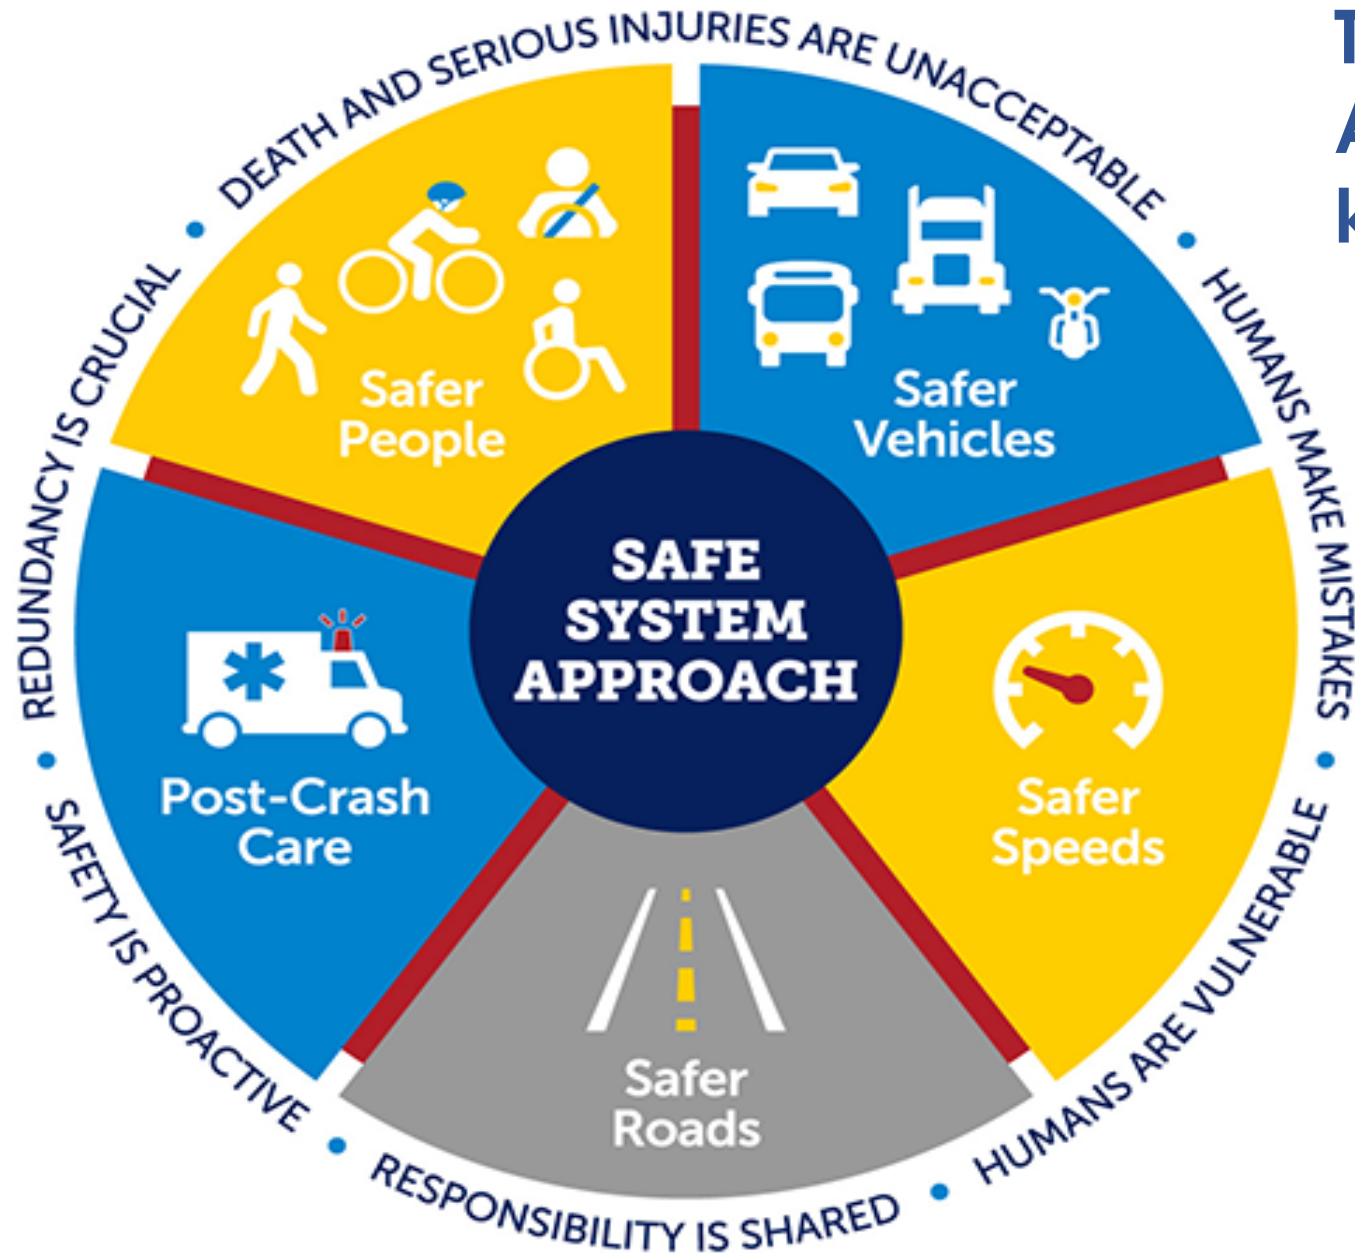 DEATH AND SERIOUS INJURIES ARE UNACCEPTABLE
HUMANS MAKE MISTAKES
HUMANS ARE VULNERABLE
RESPONSIBILITY IS SHARED
SAFETY IS PROACTIVE
REDUNDANCY IS CRUCIAL
Safer
People
Safer
Vehicles
SAFE
SYSTEM
APPROACH
Post-Crash
Care
Safer
Speeds
Safer
Roads